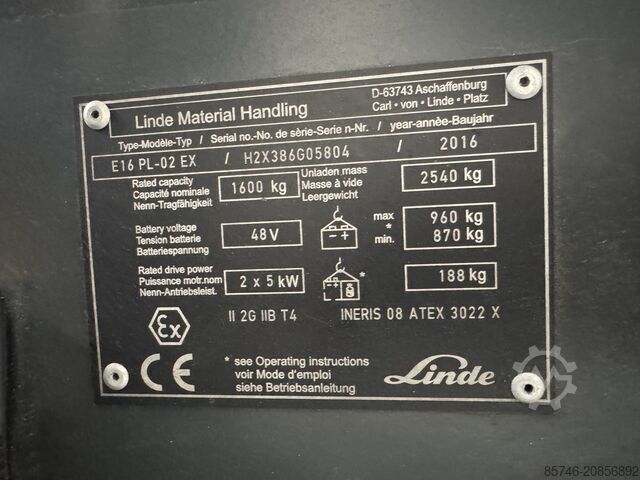 Linde Material Handling
D-63743 Aschaffenburg
Carl • von • Linde • Platz
Type-Modèle-Typ / Serial no.-No. de sèrie-Serie n-Nr. / year-annèe-Baujahr
E16 PL-02 EX / H2X386G05804 / 2016
Rated capacity
Capacité nominale
Nenn-Tragfähigkeit
1600 kg
Unladen mass
Masse à vide
Leergewicht
2540 kg
Battery voltage
Tension batterie
Batteriespannung
48V
- +
max
*
min.
960 kg
870 kg
Rated drive power
Puissance motr.nom
Nenn-Antriebsleist.
2 x 5 kW
*
188 kg
II 2G IIB T4
INERIS 08 ATEX 3022 X
Ex
CE
* see Operating instructions
voir Mode d'emploi
siehe Betriebsanleitung
Linde
85746-20856892